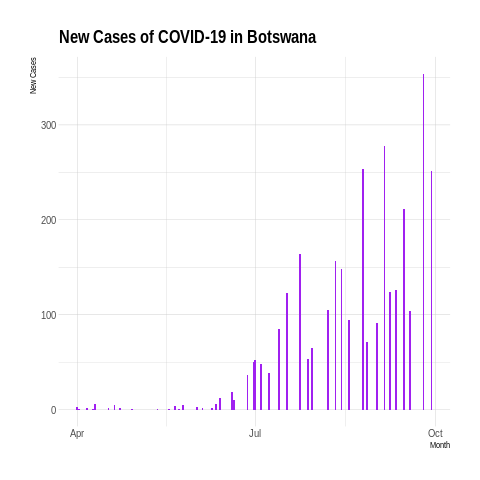 New Cases of COVID-19 in Botswana
New Cases
300
200
100
0
Apr Jul Oct
Month